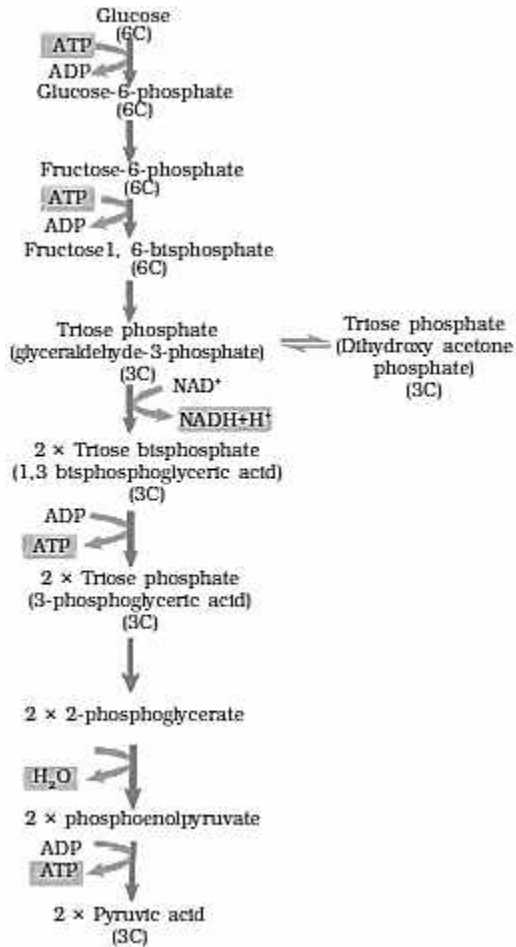 Glucose
(6C)
ATP
ADP
Glucose-6-phosphate
(6C)
Fructose-6-phosphate
(6C)
ATP
ADP
Fructose1, 6-bisphosphate
(6C)
Triose phosphate
(glyceraldehyde-3-phosphate)
(3C)
Triose phosphate
(Dihydroxy acetone
phosphate)
(3C)
NAD⁺
NADH+H⁺
2 × Triose bisphosphate
(1,3 bisphosphoglyceric acid)
(3C)
ADP
ATP
2 × Triose phosphate
(3-phosphoglyceric acid)
(3C)
2 × 2-phosphoglycerate
H₂O
2 × phosphoenolpyruvate
ADP
ATP
2 × Pyruvic acid
(3C)